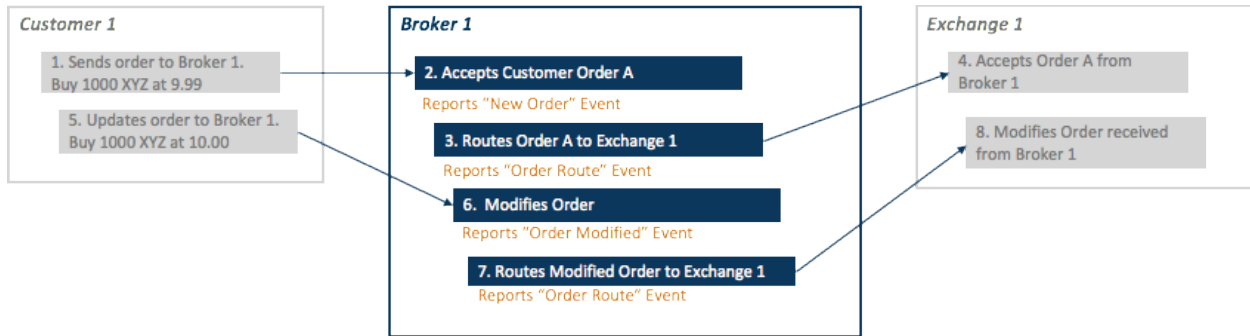 Customer 1
1. Sends order to Broker 1.
Buy 1000 XYZ at 9.99
5. Updates order to Broker 1.
Buy 1000 XYZ at 10.00
Broker 1
2. Accepts Customer Order A
Reports "New Order" Event
3. Routes Order A to Exchange 1
Reports "Order Route" Event
6. Modifies Order
Reports "Order Modified" Event
7. Routes Modified Order to Exchange 1
Reports "Order Route" Event
Exchange 1
4. Accepts Order A from
Broker 1
8. Modifies Order received
from Broker 1